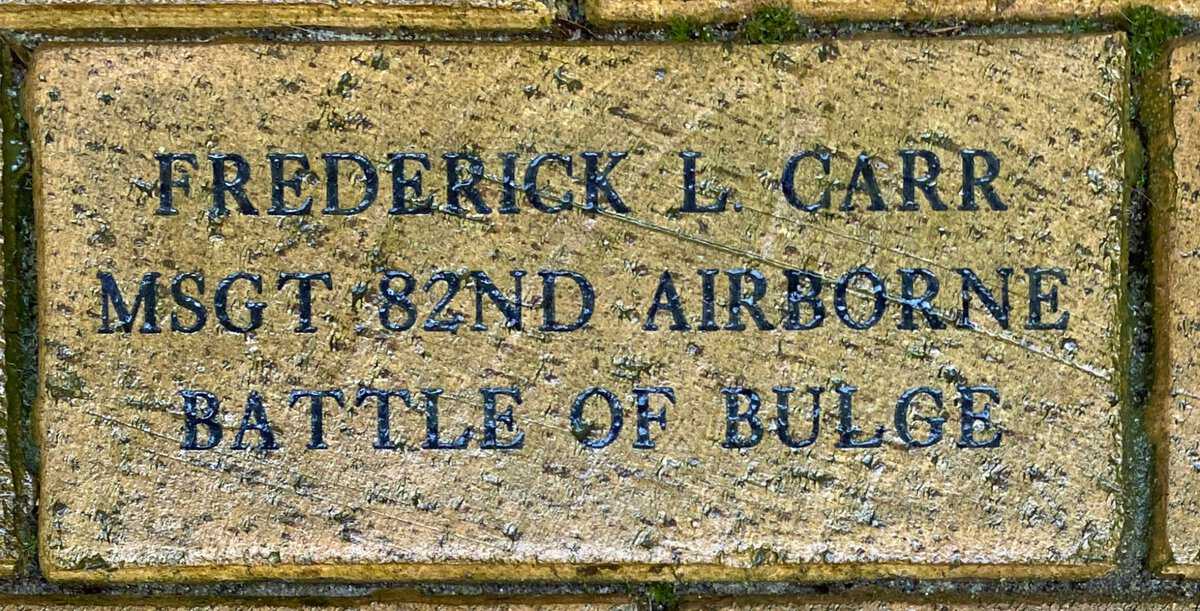 FREDERICK L. CARR
MSGT 82ND AIRBORNE
BATTLE OF BULGE